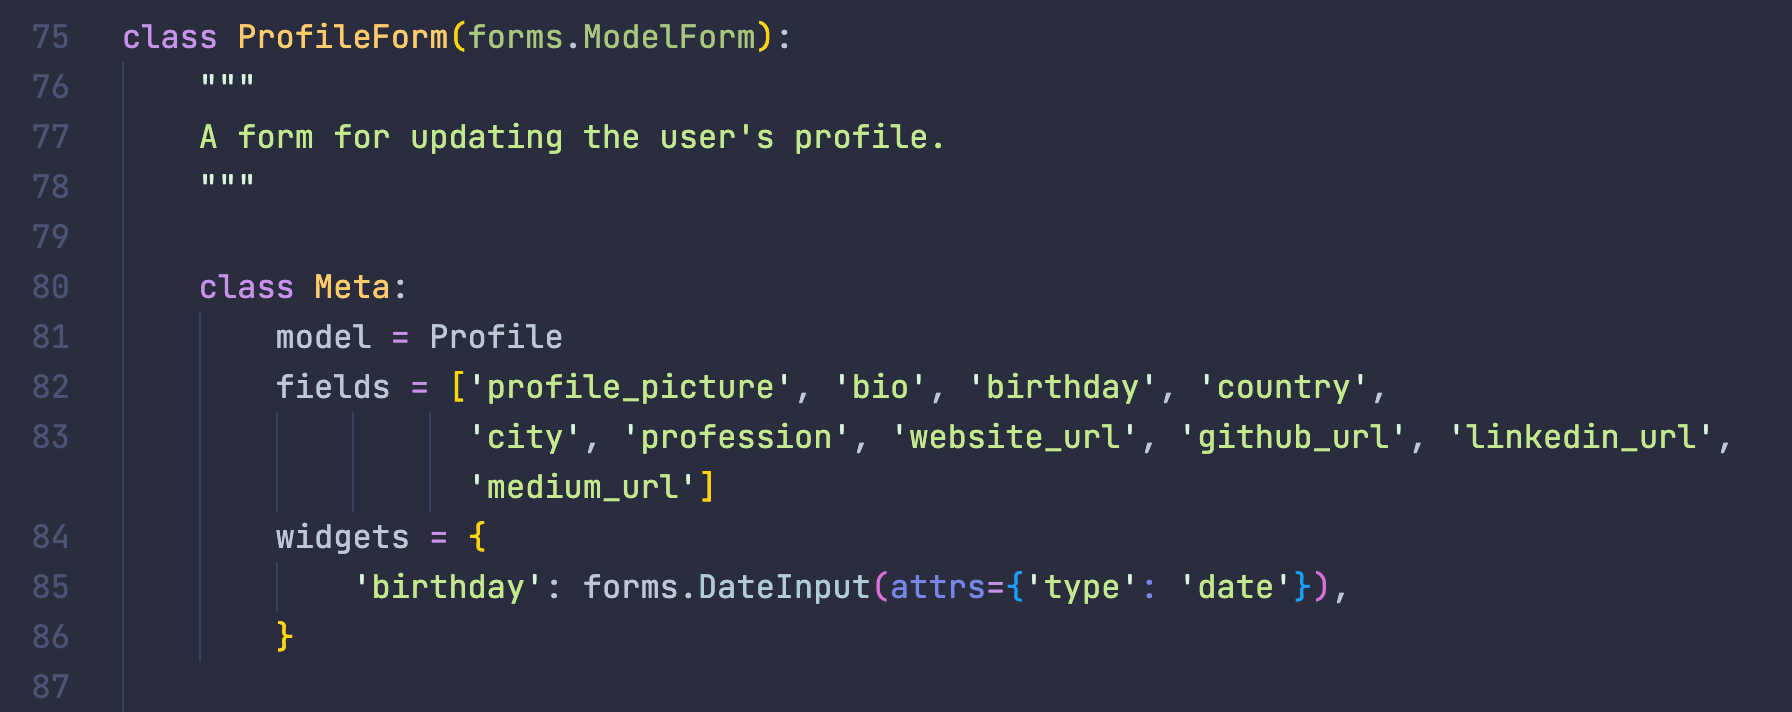 75 class ProfileForm(forms.ModelForm):
76     """
77     A form for updating the user's profile.
78     """
79
80     class Meta:
81         model = Profile
82         fields = ['profile_picture', 'bio', 'birthday', 'country',
83                   'city', 'profession', 'website_url', 'github_url', 'linkedin_url',
                  'medium_url']
84         widgets = {
85             'birthday': forms.DateInput(attrs={'type': 'date'}),
86         }
87